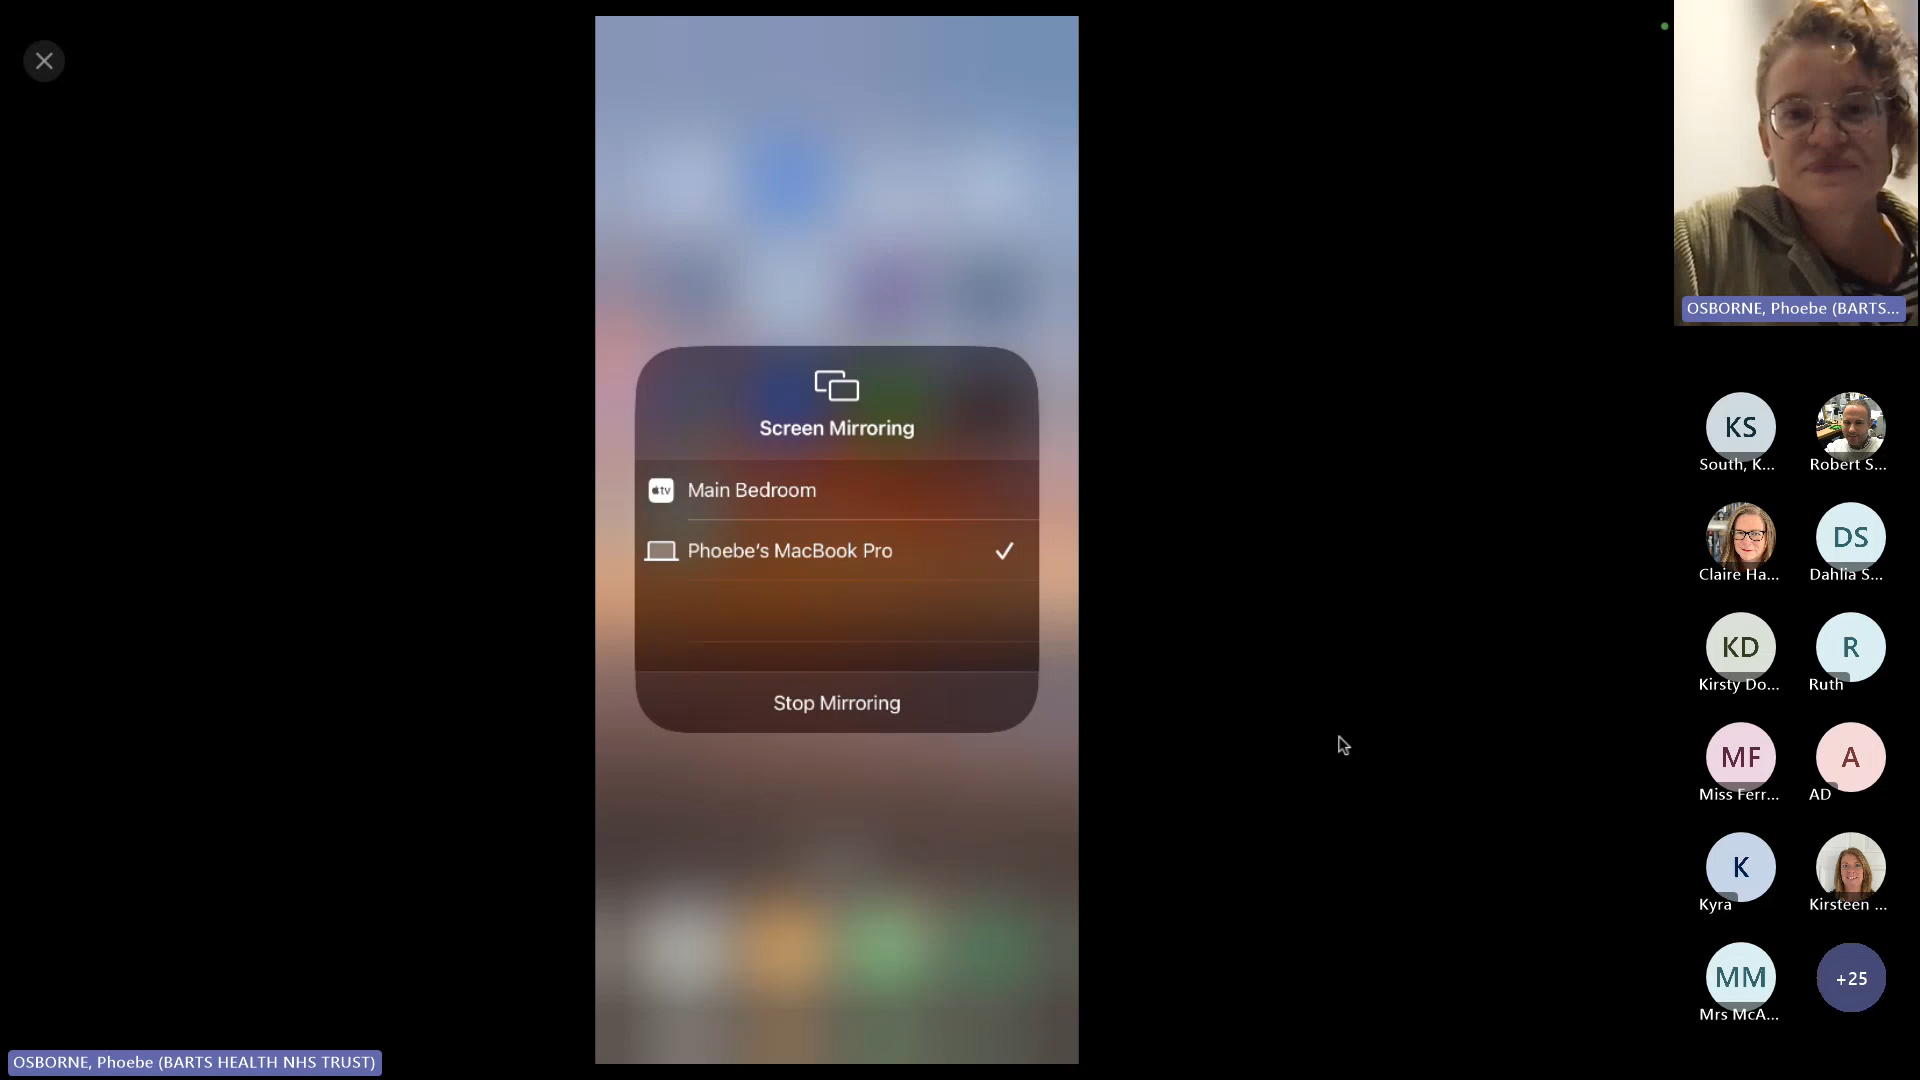 Screen Mirroring
tv Main Bedroom
Phoebe's MacBook Pro
Stop Mirroring
OSBORNE, Phoebe (BARTS HEALTH NHS TRUST)
OSBORNE, Phoebe (BARTS...
KS
South, K...
Robert S...
Claire Ha...
DS
Dahlia S...
KD
Kirsty Do...
R
Ruth
MF
Miss Ferr...
A
AD
K
Kyra
Kirsteen ...
MM
Mrs McA...
+25